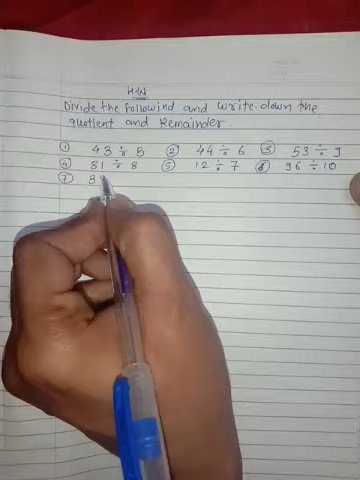 H.W
Divide the followind and write down the
quotient and Remainder.
① 43 ÷ 5 ② 44 ÷ 6 ③ 53 ÷ 9
④ 81 ÷ 8 ⑤ 12 ÷ 7 ⑥ 96 ÷ 10
⑦ 3